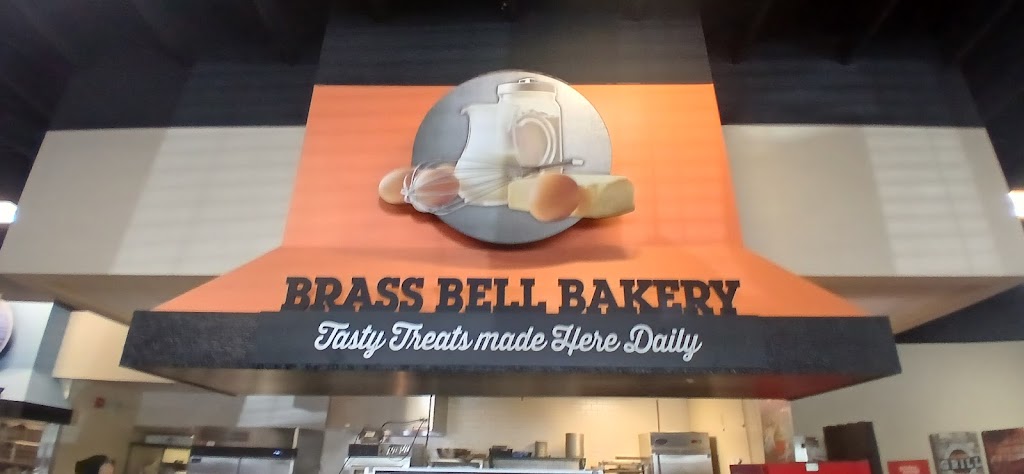 BRASS BELL BAKERY
Tasty Treats made Here Daily